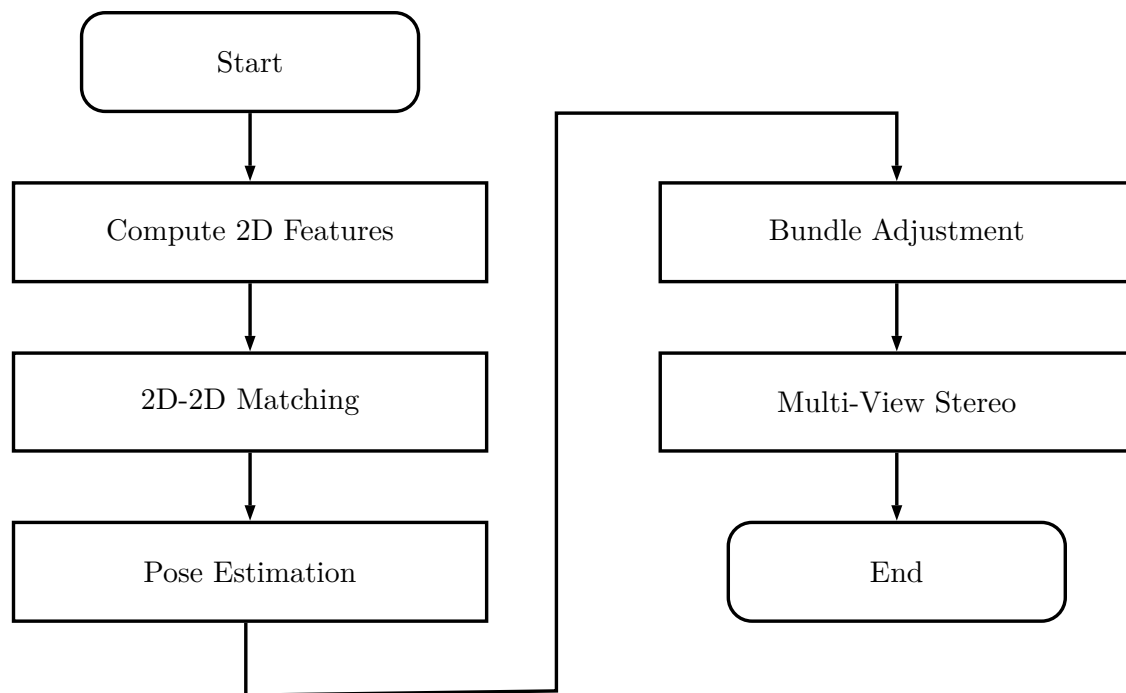 Start
Compute 2D Features
2D-2D Matching
Pose Estimation
Bundle Adjustment
Multi-View Stereo
End